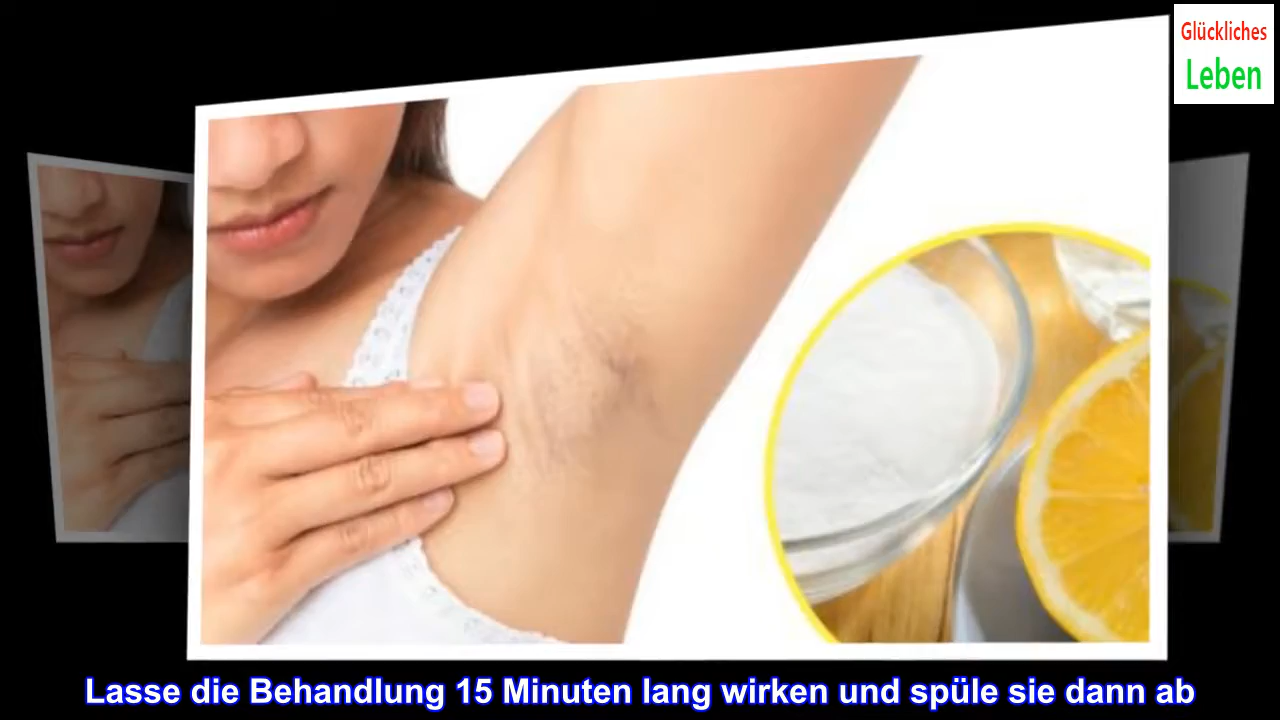 Glückliches
Leben
Lasse die Behandlung 15 Minuten lang wirken und spüle sie dann ab